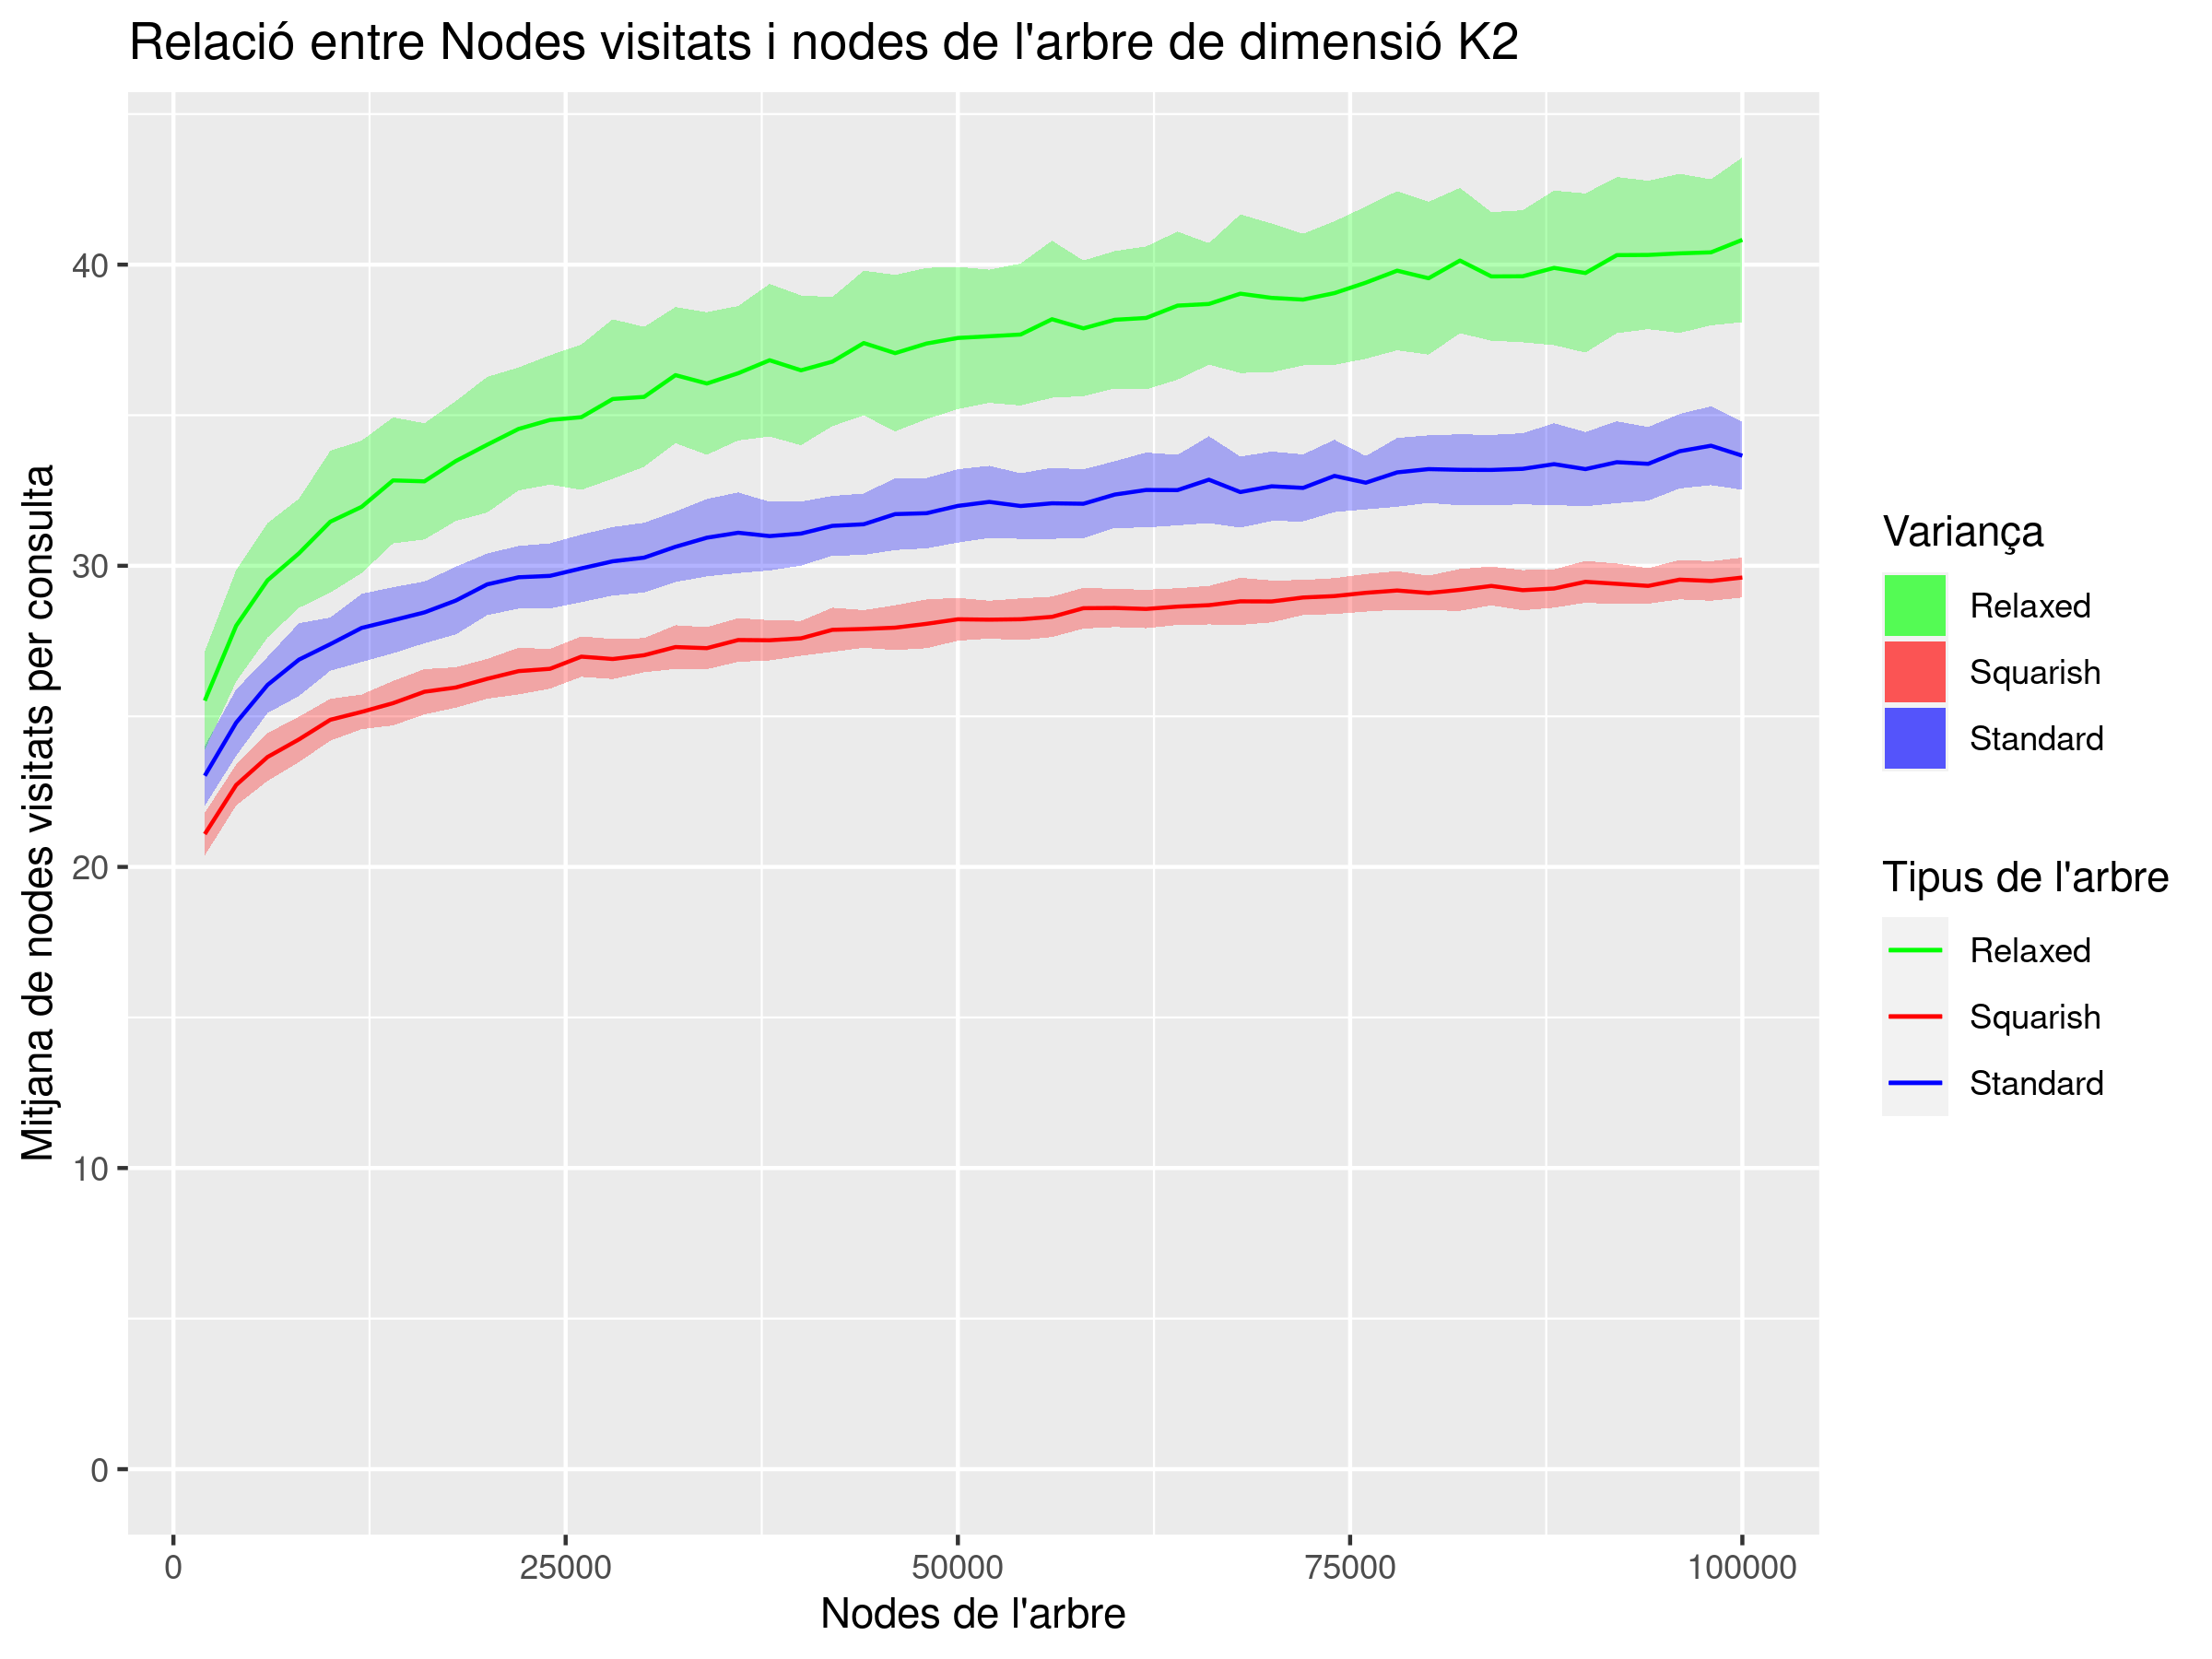 Relació entre Nodes visitats i nodes de l'arbre de dimensió K2
Mitjana de nodes visitats per consulta
40
30
20
10
0
0
25000
50000
75000
100000
Nodes de l'arbre
Variança
Relaxed
Squarish
Standard
Tipus de l'arbre
Relaxed
Squarish
Standard